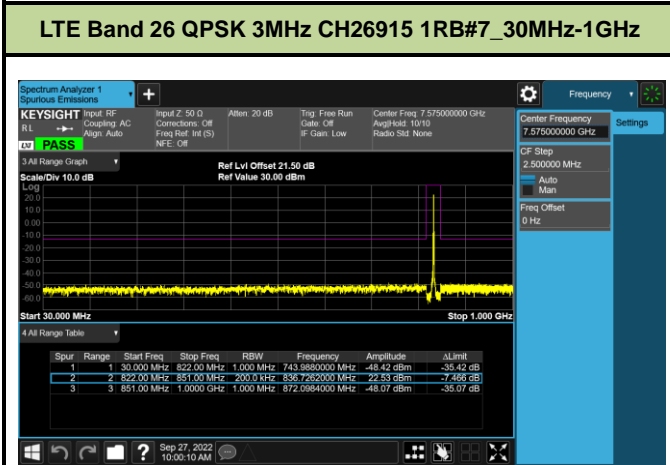 LTE Band 26 QPSK 3MHz CH26915 1RB#7_30MHz-1GHz
Spectrum Analyzer 1
Spurious Emissions
+
Frequency
KEYSIGHT
RL
LXI PASS
Input: RF
Coupling: AC
Align: Auto
Input Z: 50 Ω
Corrections: Off
Freq Ref: Int (S)
NFE: Off
Atten: 20 dB
Trig: Free Run
Gate: Off
IF Gain: Low
Center Freq: 7.575000000 GHz
Avg|Hold: 10/10
Radio Std: None
Center Frequency
7.575000000 GHz
Settings
CF Step
2.500000 MHz
Auto
Man
Freq Offset
0 Hz
3 All Range Graph
Scale/Div 10.0 dB
Ref Lvl Offset 21.50 dB
Ref Value 30.00 dBm
Log
20.0
10.0
0.00
-10.0
-20.0
-30.0
-40.0
-50.0
-60.0
Start 30.000 MHz
Stop 1.000 GHz
4 All Range Table
Spur Range Start Freq Stop Freq RBW Frequency Amplitude ΔLimit
1 1 30.000 MHz 822.00 MHz 1.000 MHz 743.9880000 MHz -48.42 dBm -35.42 dB
2 2 822.00 MHz 851.00 MHz 200.0 kHz 836.7262000 MHz 22.53 dBm -7.466 dB
3 3 851.00 MHz 1.0000 GHz 1.000 MHz 872.0984000 MHz -48.07 dBm -35.07 dB
?
Sep 27, 2022
10:00:10 AM